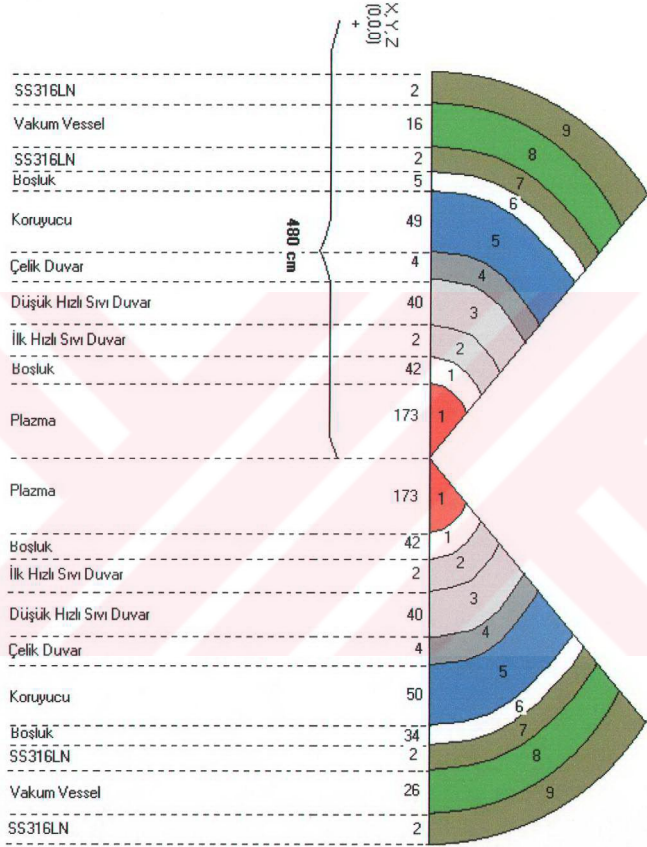 X,Y,Z
(0,0,0)
+
SS316LN 2
Vakum Vessel 16
SS316LN 2
Boşluk 5
Koruyucu 49
Çelik Duvar 4
Düşük Hızlı Sıvı Duvar 40
İlk Hızlı Sıvı Duvar 2
Boşluk 42
Plazma 173
480 cm
9
8
7
6
5
4
3
2
1
1
Plazma 173
Boşluk 42
İlk Hızlı Sıvı Duvar 2
Düşük Hızlı Sıvı Duvar 40
Çelik Duvar 4
Koruyucu 50
Boşluk 34
SS316LN 2
Vakum Vessel 26
SS316LN 2
1
1
2
3
4
5
6
7
8
9